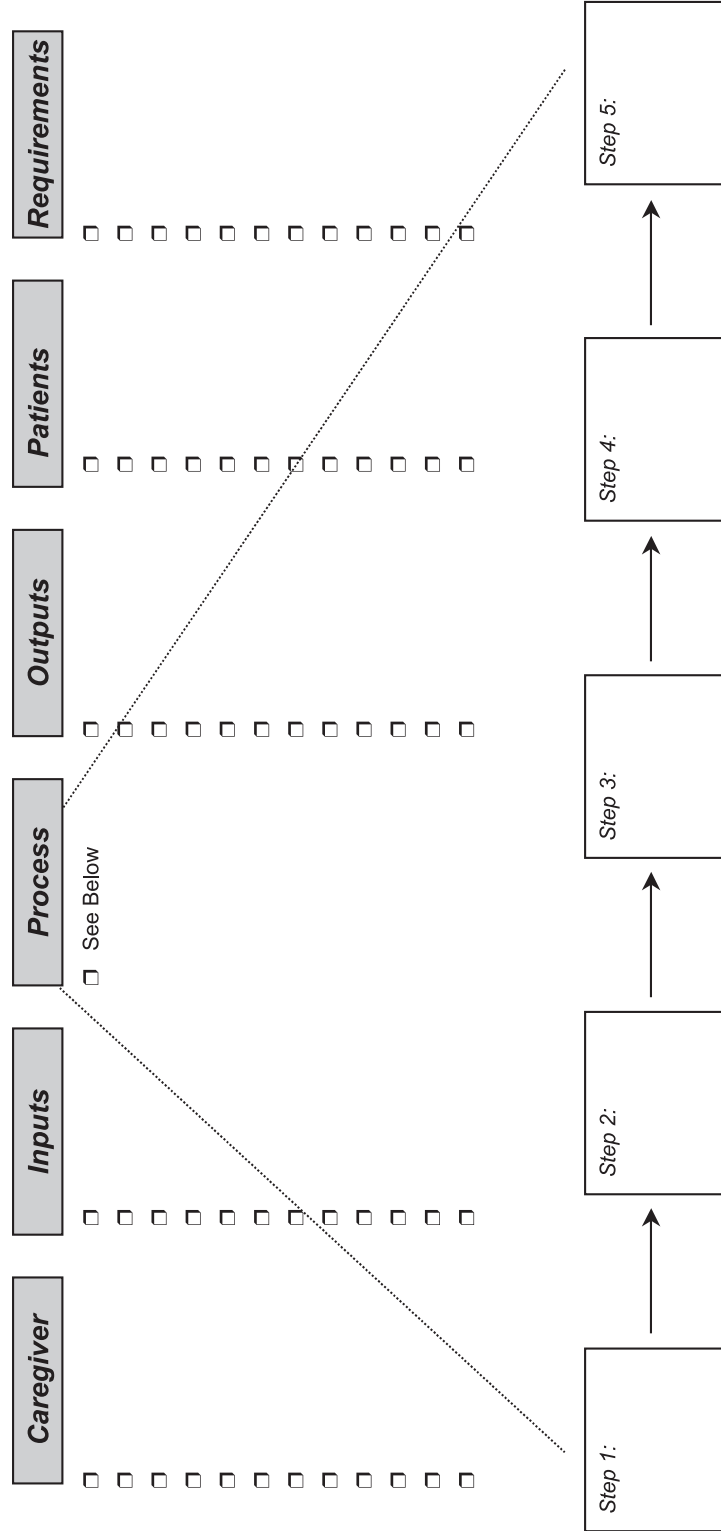 Caregiver
Inputs
Process
Outputs
Patients
Requirements
See Below
Step 1:
Step 2:
Step 3:
Step 4:
Step 5: